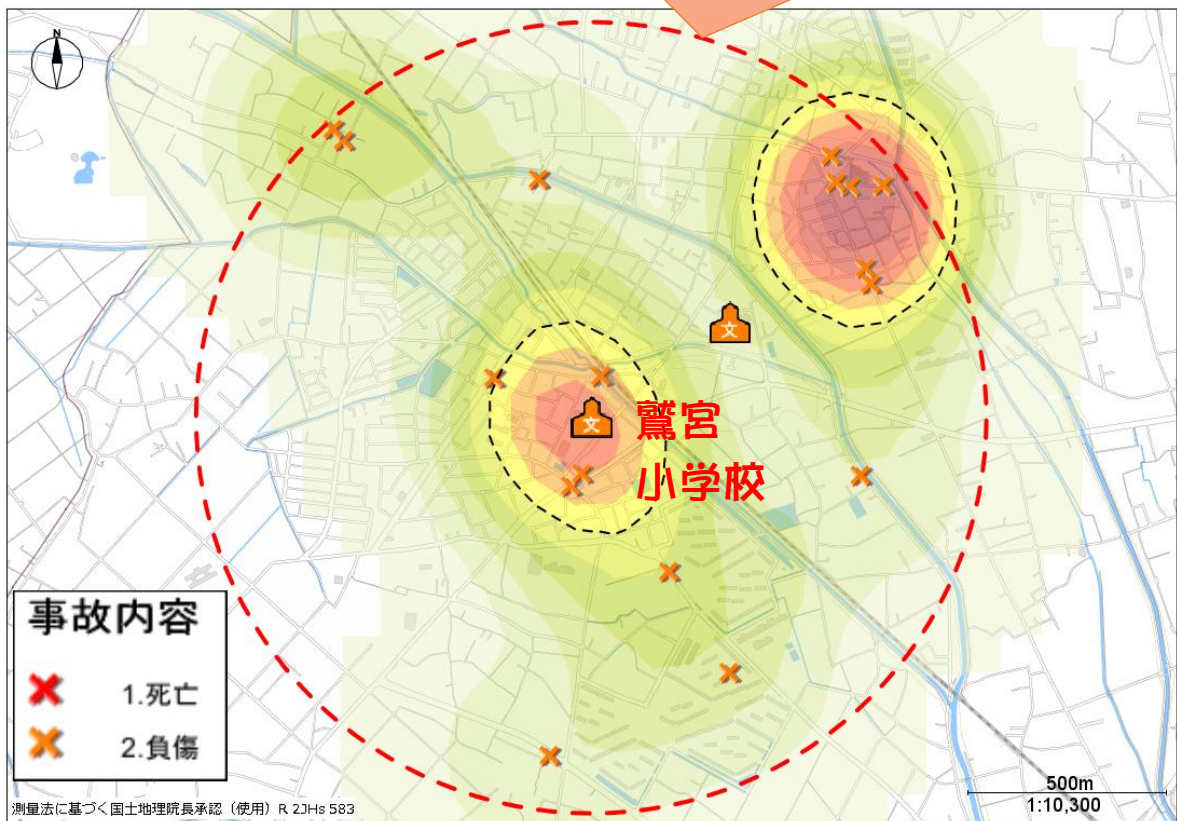 N
文
文
鷲宮
小学校
事故内容
1.死亡
2.負傷
500m
1:10,300
測量法に基づく国土地理院長承認（使用）R 2JHs 583